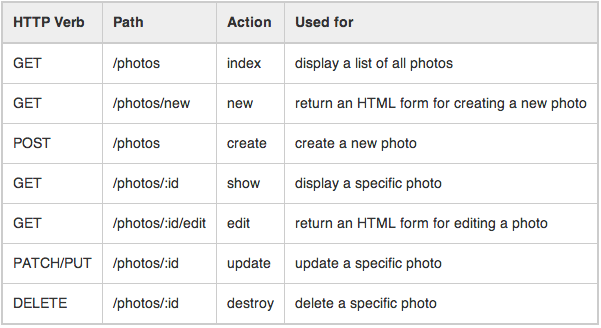 HTTP Verb Path Action Used for
GET /photos index display a list of all photos
GET /photos/new new return an HTML form for creating a new photo
POST /photos create create a new photo
GET /photos/:id show display a specific photo
GET /photos/:id/edit edit return an HTML form for editing a photo
PATCH/PUT /photos/:id update update a specific photo
DELETE /photos/:id destroy delete a specific photo